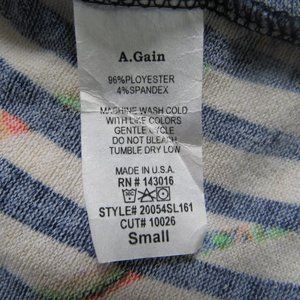 A.Gain
96%PLOYESTER
4%SPANDEX
MACHINE WASH COLD
WITH LIKE COLORS
GENTLE CYCLE
DO NOT BLEACH
TUMBLE DRY LOW
MADE IN U.S.A.
RN # 143016
STYLE# 20054SL161
CUT# 10026
Small